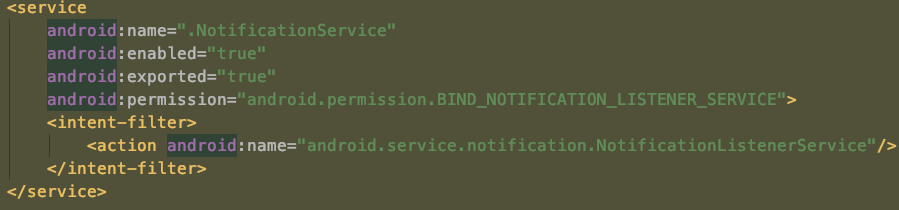 <service
android:name=".NotificationService"
android:enabled="true"
android:exported="true"
android:permission="android.permission.BIND_NOTIFICATION_LISTENER_SERVICE">
<intent-filter>
<action android:name="android.service.notification.NotificationListenerService"/>
</intent-filter>
</service>